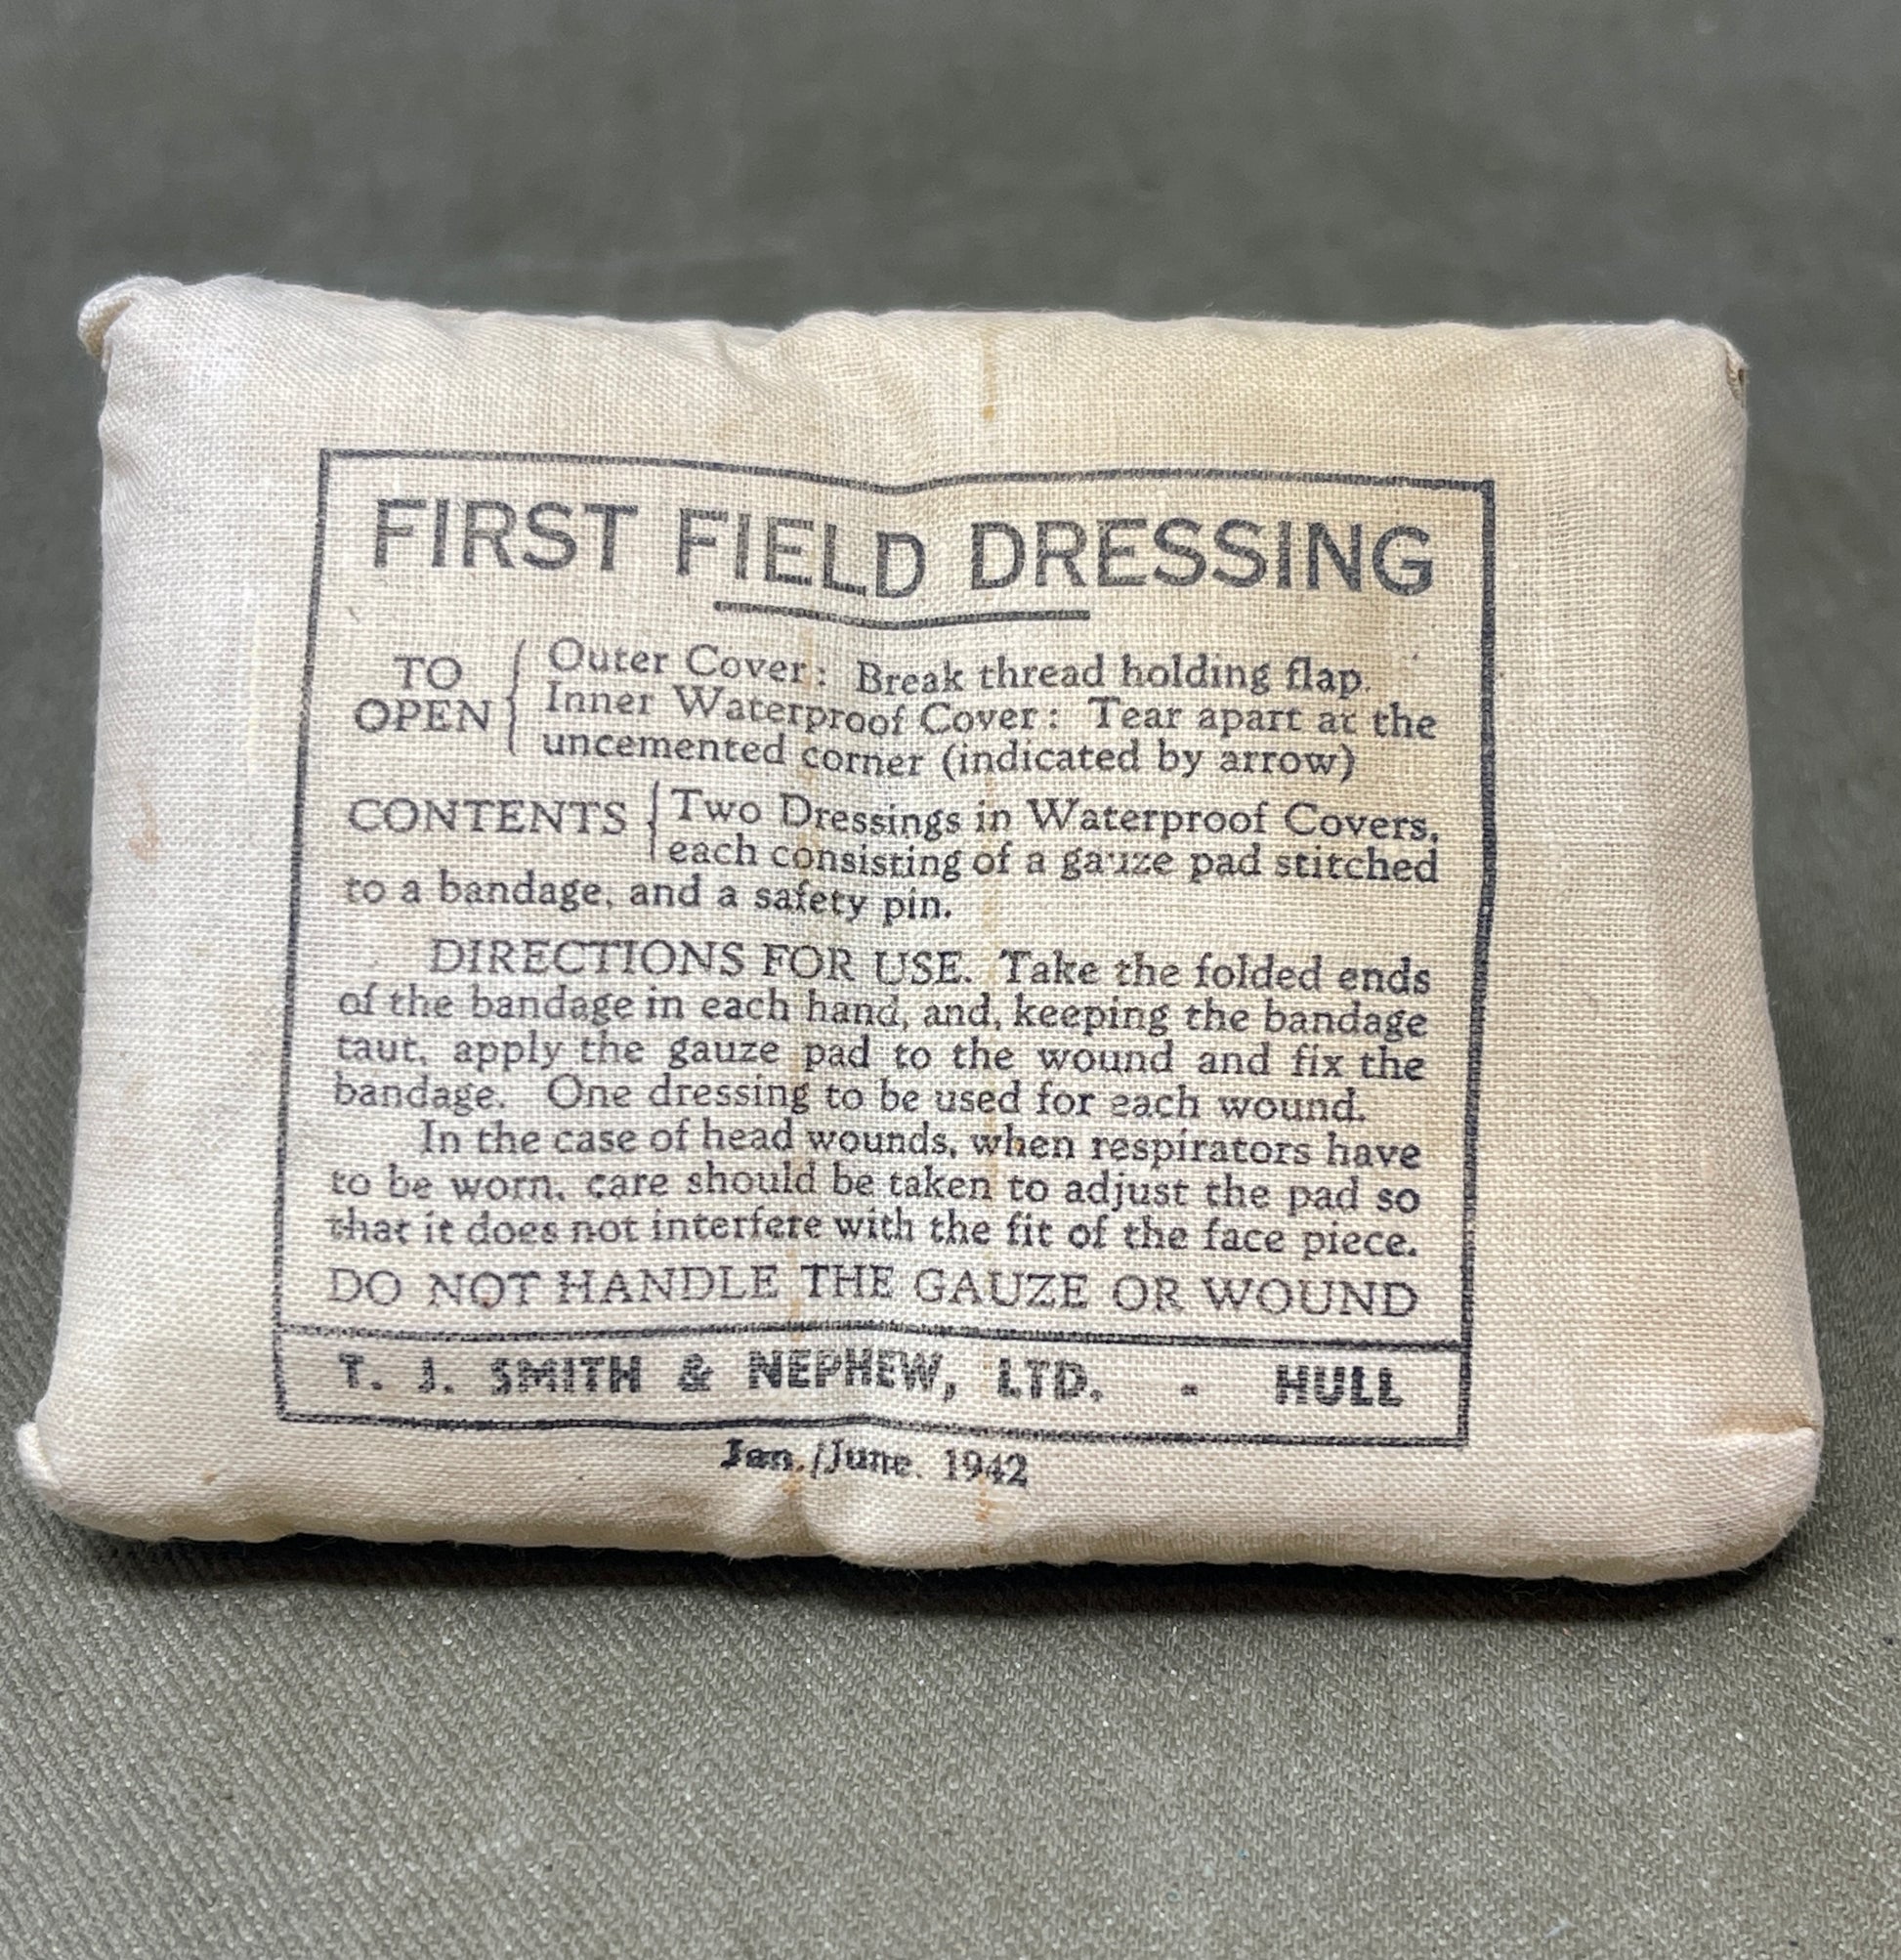 FIRST FIELD DRESSING
TO OPEN { Outer Cover: Break thread holding flap.
Inner Waterproof Cover: Tear apart at the
uncemented corner (indicated by arrow)
CONTENTS { Two Dressings in Waterproof Covers,
each consisting of a gauze pad stitched
to a bandage, and a safety pin.
DIRECTIONS FOR USE. Take the folded ends
of the bandage in each hand, and, keeping the bandage
taut, apply the gauze pad to the wound and fix the
bandage. One dressing to be used for each wound.
In the case of head wounds, when respirators have
to be worn, care should be taken to adjust the pad so
that it does not interfere with the fit of the face piece.
DO NOT HANDLE THE GAUZE OR WOUND
T. J. SMITH & NEPHEW, LTD. - HULL
Jan./June. 1942